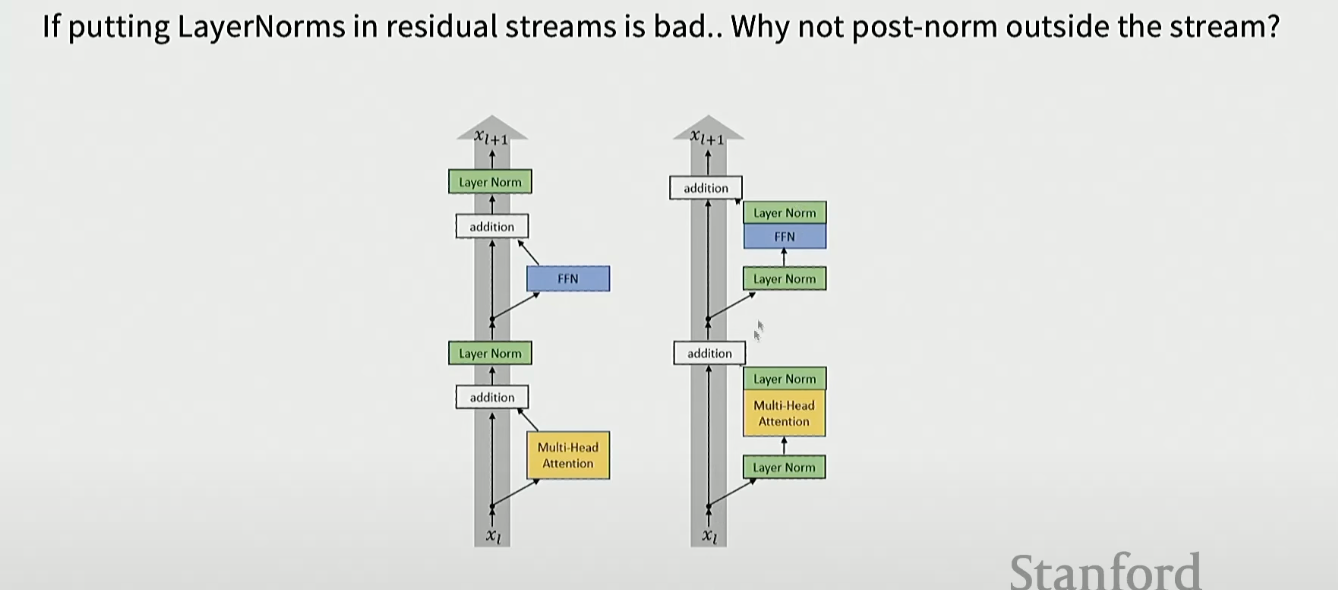 If putting LayerNorms in residual streams is bad.. Why not post-norm outside the stream?
x_{l+1}
Layer Norm
addition
FFN
Layer Norm
addition
Multi-Head
Attention
x_l
x_{l+1}
addition
Layer Norm
FFN
Layer Norm
addition
Layer Norm
Multi-Head
Attention
Layer Norm
x_l
Stanford